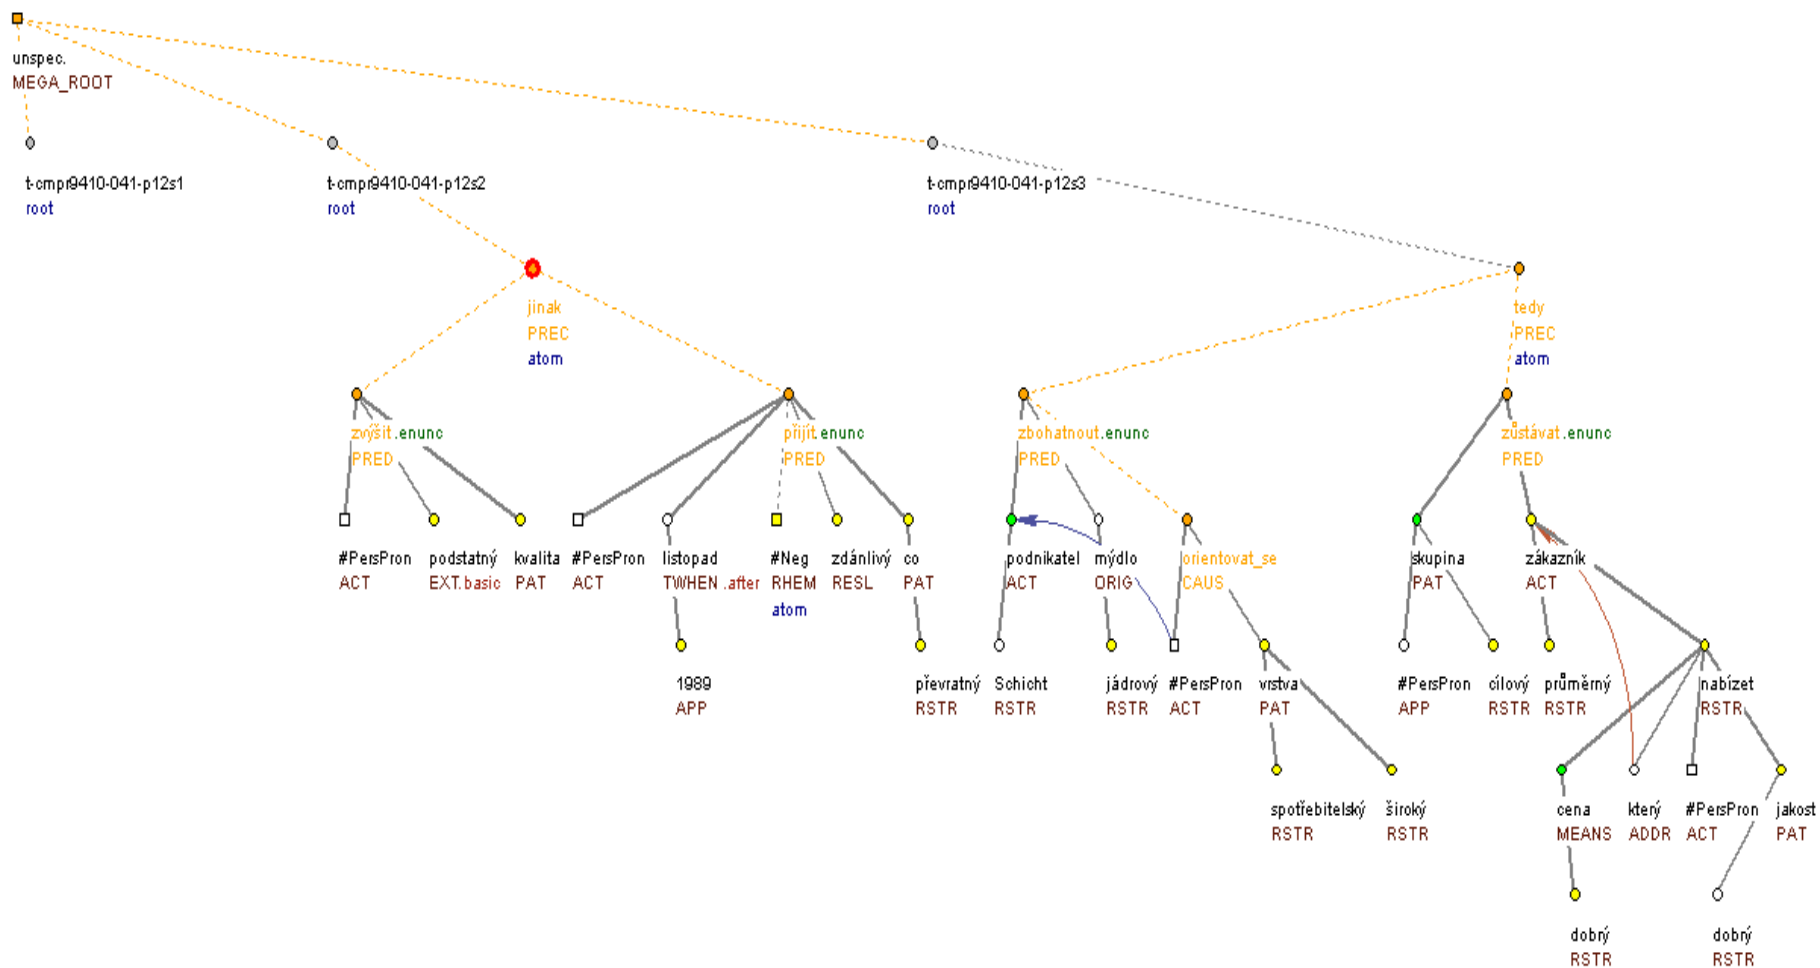 unspec.
MEGA_ROOT
t-cmpr9410-041-p12s1
root
t-cmpr9410-041-p12s2
root
t-cmpr9410-041-p12s3
root
jinak
PREC
atom
tedy
PREC
atom
zvýšit.enunc
PRED
přijít.enunc
PRED
zbohatnout.enunc
PRED
zůstávat.enunc
PRED
#PersPron
ACT
podstatný
EXT.basic
kvalita
PAT
#PersPron
ACT
listopad
TWHEN.after
#Neg
RHEM
atom
zdánlivý
RESL
co
PAT
podnikatel
ACT
mýdlo
ORIG
orientovat_se
CAUS
skupina
PAT
zákazník
ACT
1989
APP
převratný
RSTR
Schicht
RSTR
jádrový
RSTR
#PersPron
ACT
vrstva
PAT
#PersPron
APP
cílový
RSTR
průměrný
RSTR
nabízet
RSTR
spotřebitelský
RSTR
široký
RSTR
cena
MEANS
který
ADDR
#PersPron
ACT
jakost
PAT
dobrý
RSTR
dobrý
RSTR